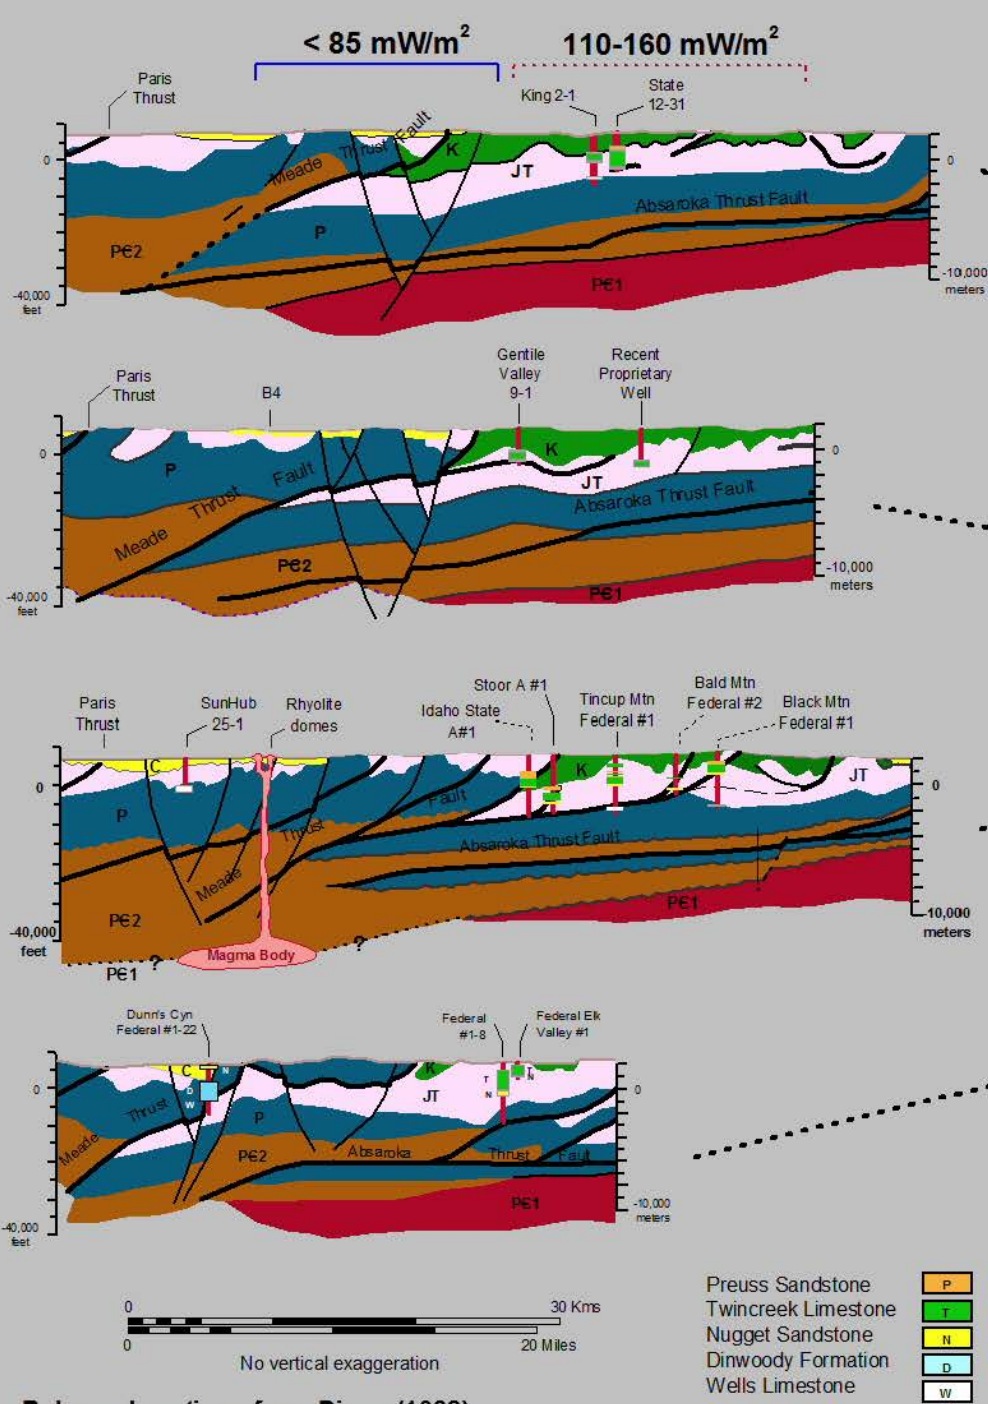 < 85 mW/m²
110-160 mW/m²
Paris
Thrust
King 2-1
State
12-31
0
-40,000
feet
Meade Thrust Fault
K
JT
P
PЄ2
Absaroka Thrust Fault
PЄ1
0
-10,000
meters
Paris
Thrust
B4
Gentile
Valley
9-1
Recent
Proprietary
Well
0
-40,000
feet
P
Meade Thrust Fault
K
JT
Absaroka Thrust Fault
PЄ2
PЄ1
0
-10,000
meters
Paris
Thrust
SunHub
25-1
Rhyolite
domes
Idaho State
A#1
Stoor A #1
Tincup Mtn
Federal #1
Bald Mtn
Federal #2
Black Mtn
Federal #1
0
-40,000
feet
C
P
Meade Thrust Fault
K
JT
Absaroka Thrust Fault
PЄ2
PЄ1
Magma Body
?
?
PЄ1
0
-10,000
meters
Dunn's Cyn
Federal #1-22
Federal
#1-8
Federal Elk
Valley #1
0
-40,000
feet
C
N
D
W
Meade Thrust
P
K
JT
T
N
T
N
PЄ2
Absaroka Thrust Fault
PЄ1
0
-10,000
meters
0
30 Kms
0
20 Miles
No vertical exaggeration
Preuss Sandstone P
Twincreek Limestone T
Nugget Sandstone N
Dinwoody Formation D
Wells Limestone W